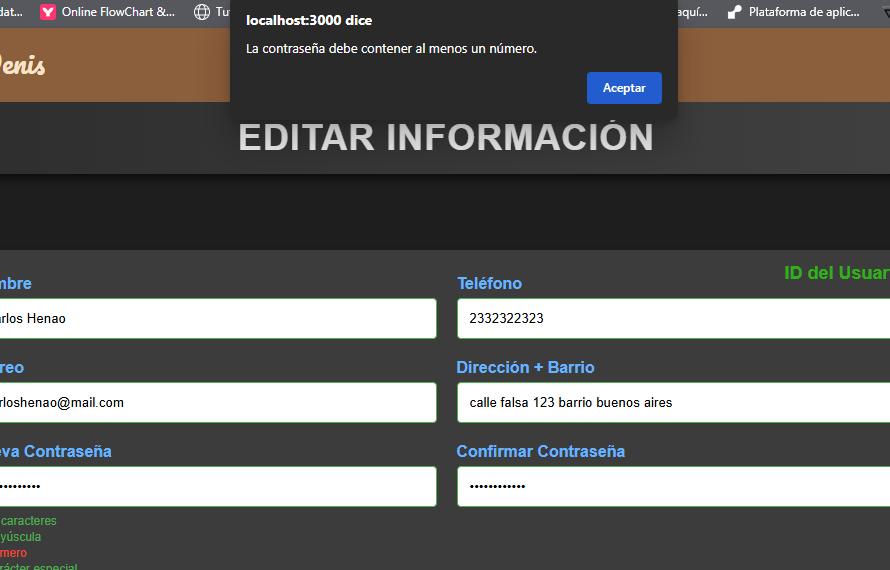 dat... Online FlowChart &... Tu aquí... Plataforma de aplic...
localhost:3000 dice
La contraseña debe contener al menos un número.
Aceptar
enis
EDITAR INFORMACIÓN
ID del Usuar
mbre Teléfono
rlos Henao 2332322323
reo Dirección + Barrio
rloshenao@mail.com calle falsa 123 barrio buenos aires
va Contraseña Confirmar Contraseña
caracteres
yúscula
mero
rácter especial